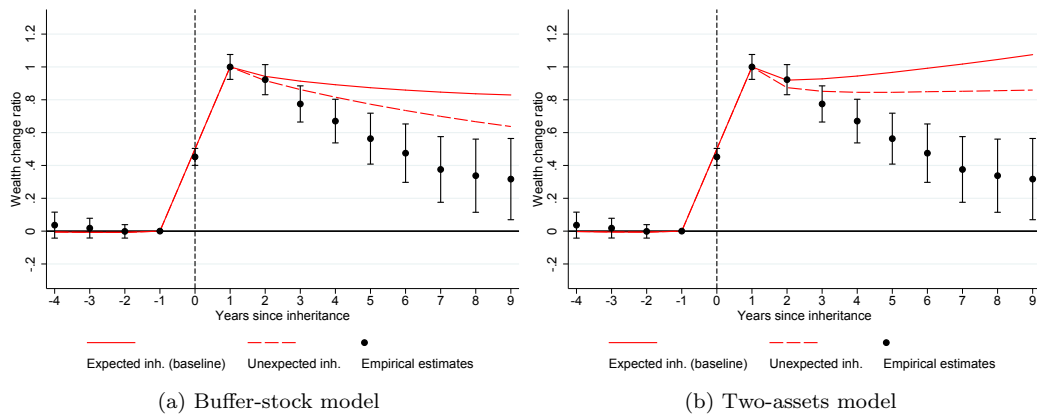 Wealth change ratio
1.2
1
.8
.6
.4
.2
0
-.2
-4 -3 -2 -1 0 1 2 3 4 5 6 7 8 9
Years since inheritance
Expected inh. (baseline) Unexpected inh. Empirical estimates
(a) Buffer-stock model
Wealth change ratio
1.2
1
.8
.6
.4
.2
0
-.2
-4 -3 -2 -1 0 1 2 3 4 5 6 7 8 9
Years since inheritance
Expected inh. (baseline) Unexpected inh. Empirical estimates
(b) Two-assets model